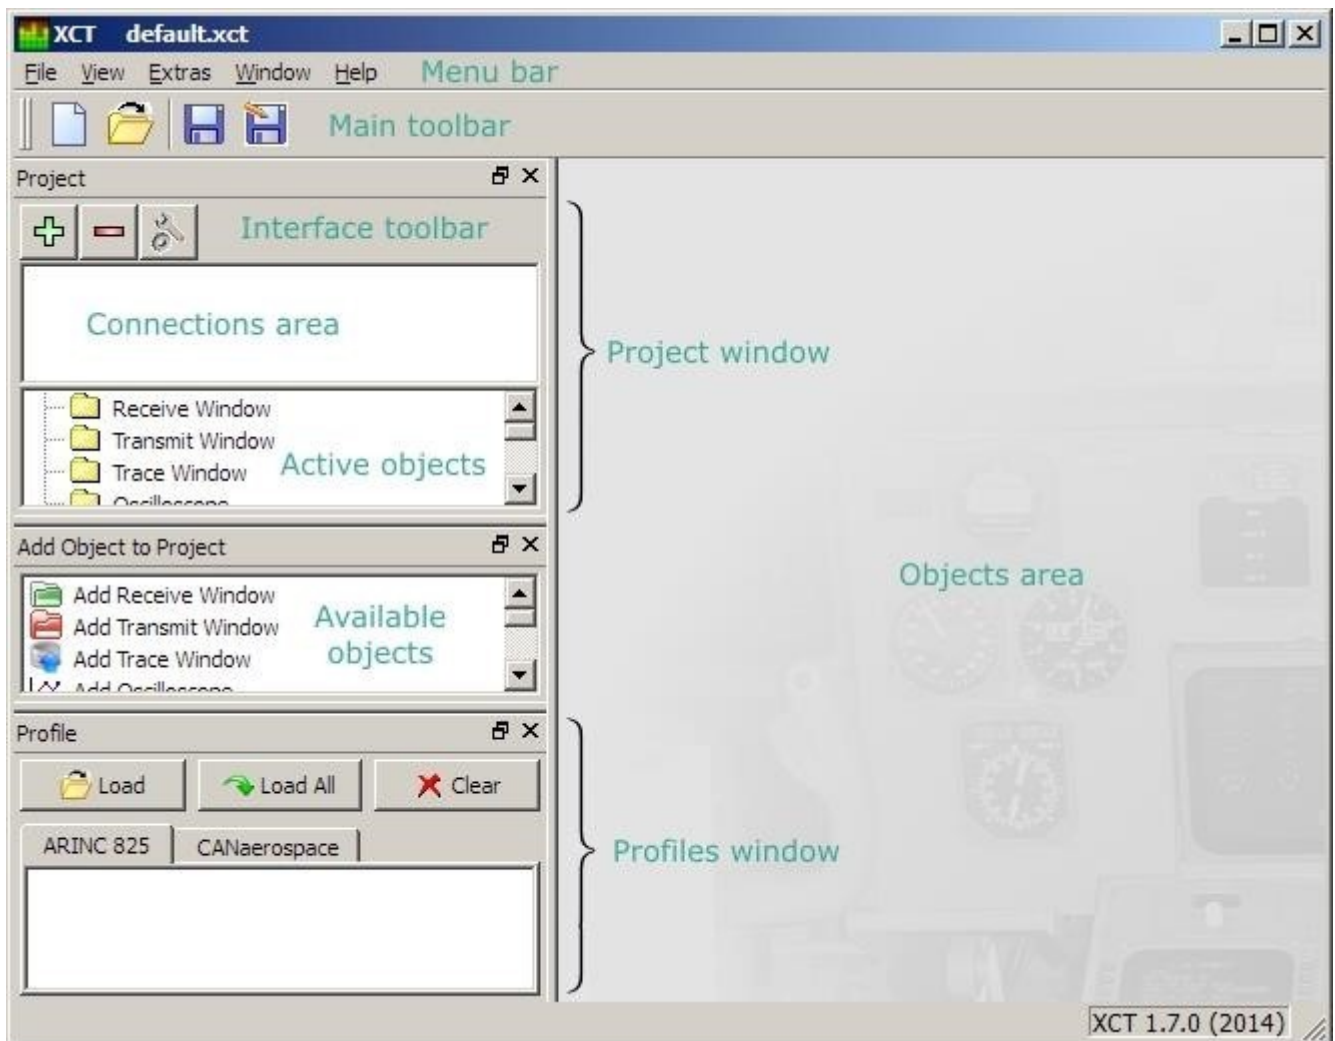 XCT default.xct
File View Extras Window Help Menu bar
Main toolbar
Project
Interface toolbar
Connections area
Project window
Receive Window
Transmit Window
Trace Window
Active objects
Oscilloscope
Add Object to Project
Objects area
Add Receive Window
Add Transmit Window
Add Trace Window
Available
objects
Add Oscilloscope
Profile
Load Load All Clear
ARINC 825 CANaerospace
Profiles window
XCT 1.7.0 (2014)